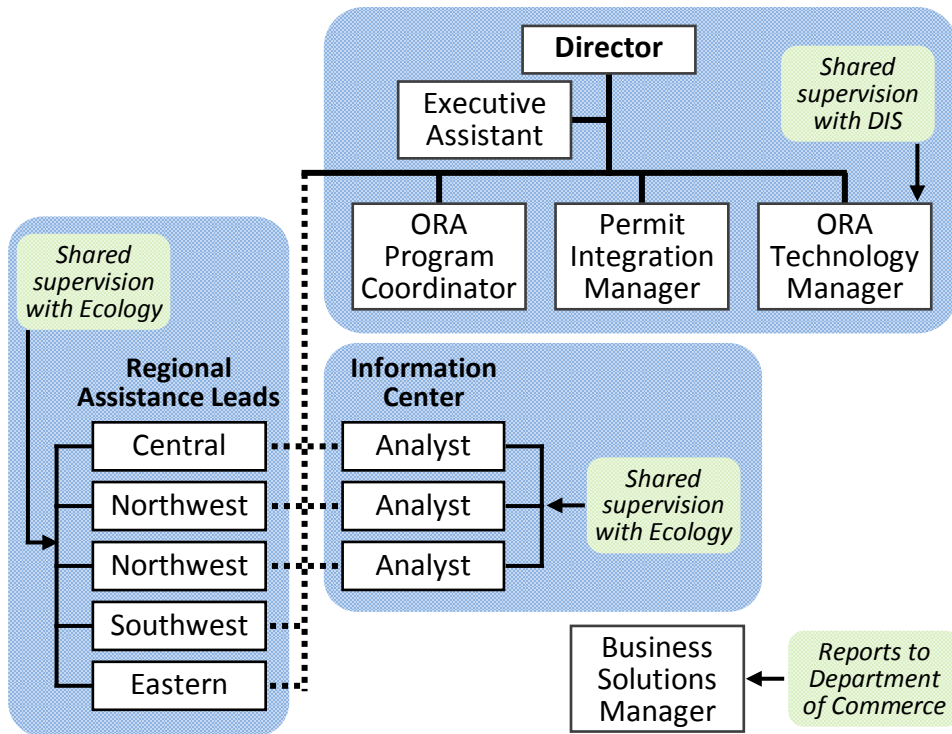 Director
Shared
supervision
with DIS
Executive
Assistant
ORA
Program
Coordinator
Permit
Integration
Manager
ORA
Technology
Manager
Shared
supervision
with Ecology
Regional
Assistance Leads
Central
Northwest
Northwest
Southwest
Eastern
Information
Center
Analyst
Analyst
Analyst
Shared
supervision
with Ecology
Business
Solutions
Manager
Reports to
Department
of Commerce